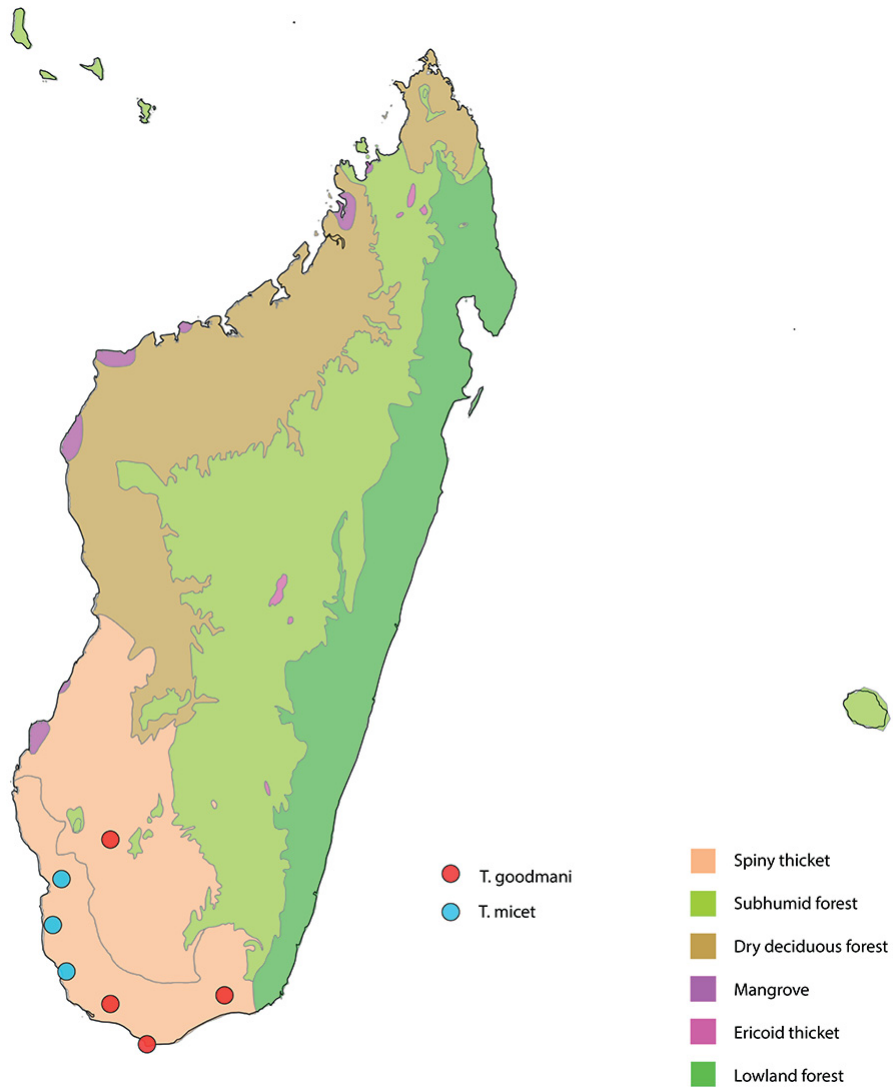 T. goodmani
T. micet
Spiny thicket
Subhumid forest
Dry deciduous forest
Mangrove
Ericoid thicket
Lowland forest